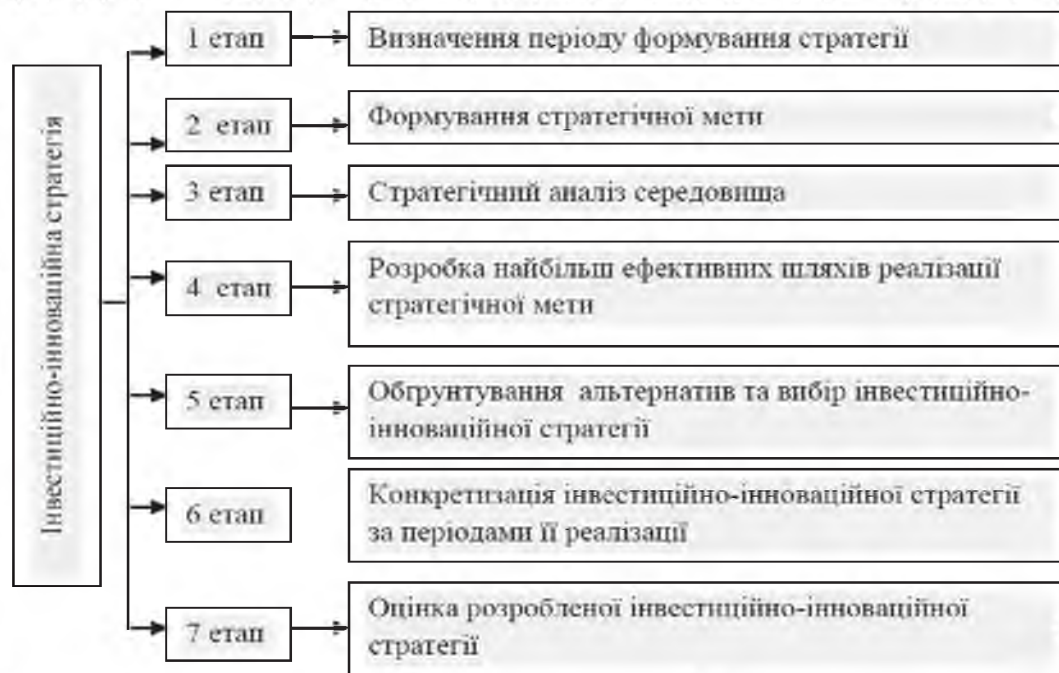 Інвестиційно-інноваційна стратегія
1 етап
Визначення періоду формування стратегії
2 етап
Формування стратегічної мети
3 етап
Стратегічний аналіз середовища
4 етап
Розробка найбільш ефективних шляхів реалізації
стратегічної мети
5 етап
Обґрунтування альтернатив та вибір інвестиційно-
інноваційної стратегії
6 етап
Конкретизація інвестиційно-інноваційної стратегії
за періодами її реалізації
7 етап
Оцінка розробленої інвестиційно-інноваційної
стратегії